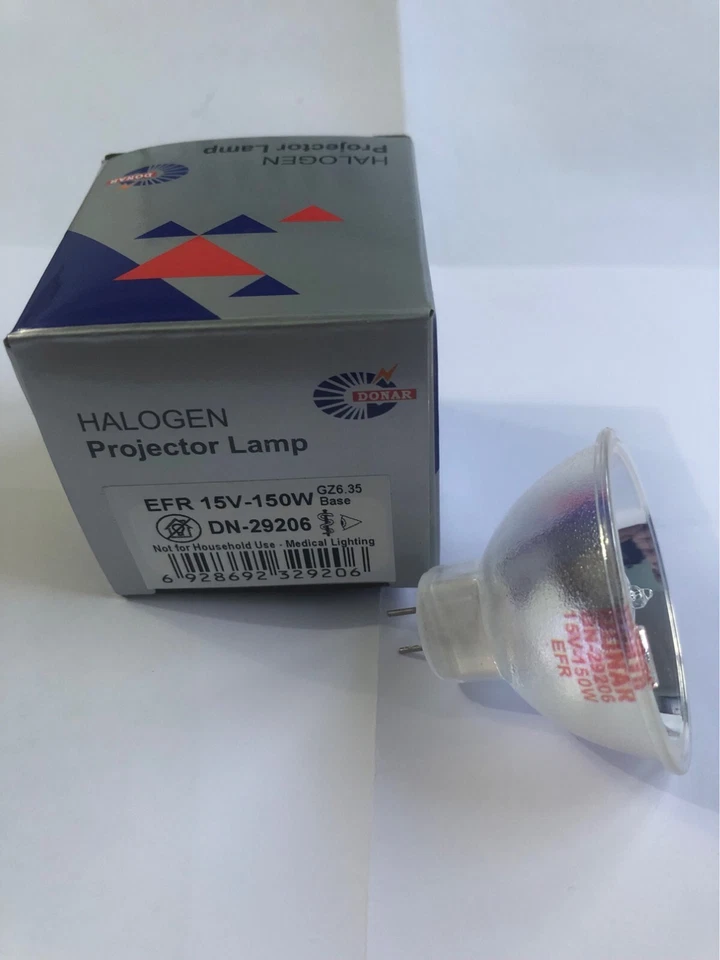 HALOGEN
Projector Lamp
DONAR
DONAR
HALOGEN
Projector Lamp
EFR 15V-150W GZ6.35
Base
DN-29206
Not for Household Use - Medical Lighting
6 928692 329206
DONAR
DN-29206
15V-150W
EFR